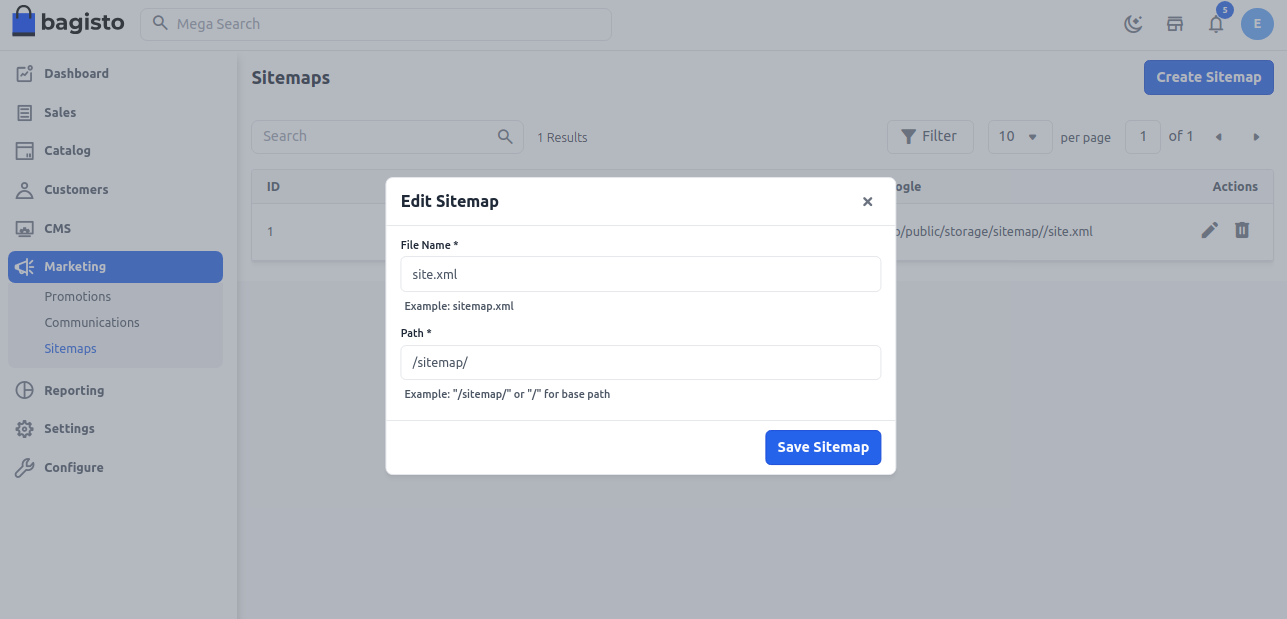 bagisto
Mega Search
5
E
Dashboard
Sales
Catalog
Customers
CMS
Marketing
Promotions
Communications
Sitemaps
Reporting
Settings
Configure
Sitemaps
Create Sitemap
Search
1 Results
Filter
10
per page
1
of 1
ID
ogle
Actions
1
/public/storage/sitemap//site.xml
Edit Sitemap
File Name *
site.xml
Example: sitemap.xml
Path *
/sitemap/
Example: "/sitemap/" or "/" for base path
Save Sitemap